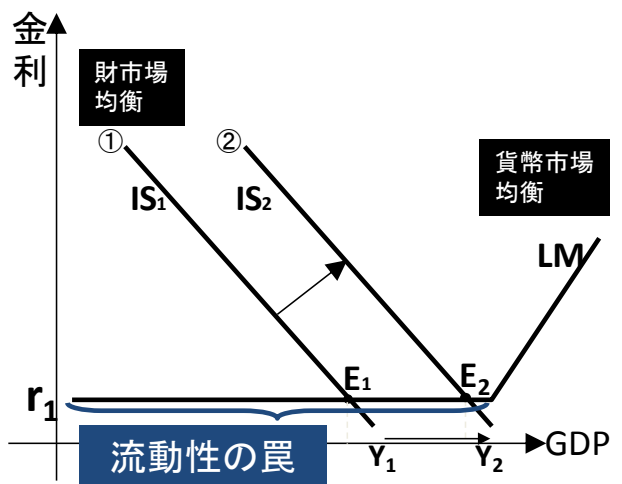 金
利
財市場
均衡
①
②
IS₁
IS₂
貨幣市場
均衡
LM
E₁
E₂
r₁
流動性の罠
Y₁
Y₂
GDP